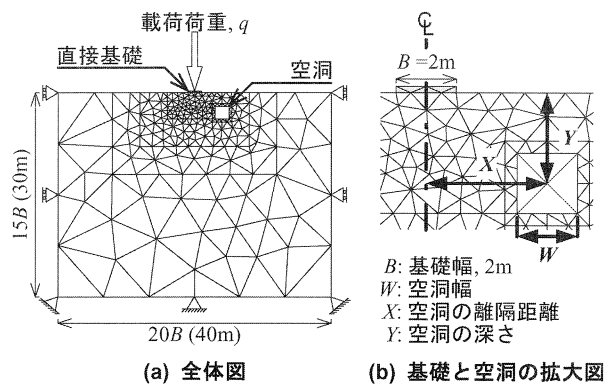 載荷荷重, q
直接基礎
空洞
15B (30m)
20B (40m)
(a) 全体図
℄
B =2m
X
Y
W
B: 基礎幅, 2m
W: 空洞幅
X: 空洞の離隔距離
Y: 空洞の深さ
(b) 基礎と空洞の拡大図